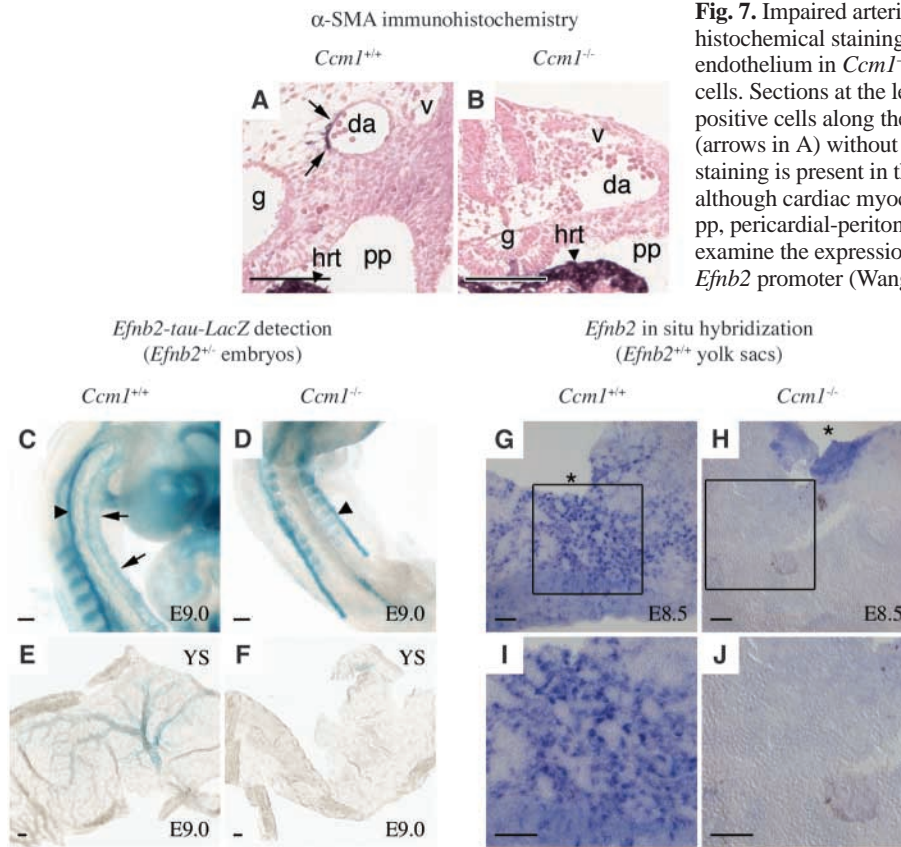 α-SMA immunohistochemistry
Ccm1+/+
Ccm1-/-
A
da
v
g
hrt
pp
B
v
da
g
hrt
pp
Fig. 7. Impaired arteri
histochemical staining
endothelium in Ccm1-
cells. Sections at the le
positive cells along the
(arrows in A) without
staining is present in th
although cardiac myoc
pp, pericardial-periton
examine the expression
Efnb2 promoter (Wang
Efnb2-tau-LacZ detection
(Efnb2+/- embryos)
Ccm1+/+
Ccm1-/-
C
E9.0
D
E9.0
E
YS
E9.0
F
YS
E9.0
Efnb2 in situ hybridization
(Efnb2+/+ yolk sacs)
Ccm1+/+
Ccm1-/-
G
*
E8.5
H
*
E8.5
I
J